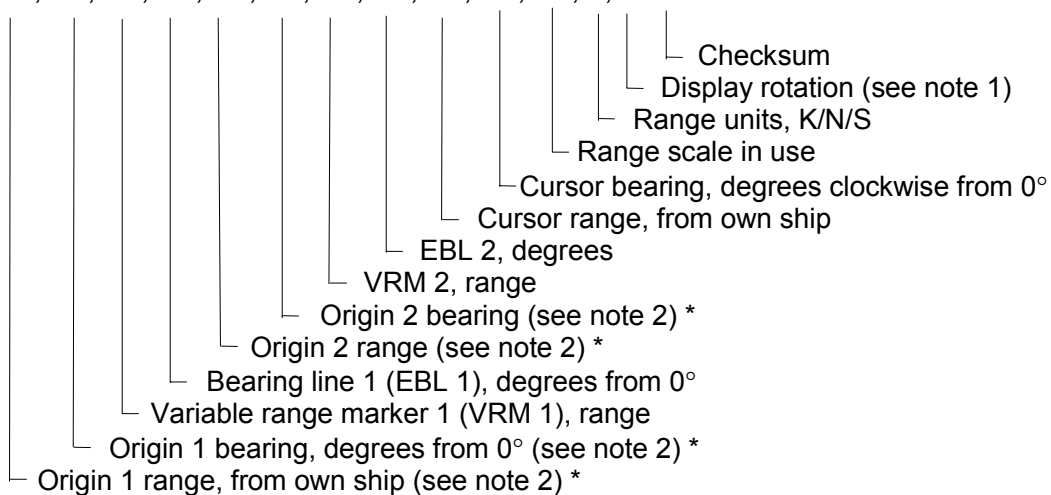 Checksum
Display rotation (see note 1)
Range units, K/N/S
Range scale in use
Cursor bearing, degrees clockwise from 0°
Cursor range, from own ship
EBL 2, degrees
VRM 2, range
Origin 2 bearing (see note 2) *
Origin 2 range (see note 2) *
Bearing line 1 (EBL 1), degrees from 0°
Variable range marker 1 (VRM 1), range
Origin 1 bearing, degrees from 0° (see note 2) *
Origin 1 range, from own ship (see note 2) *